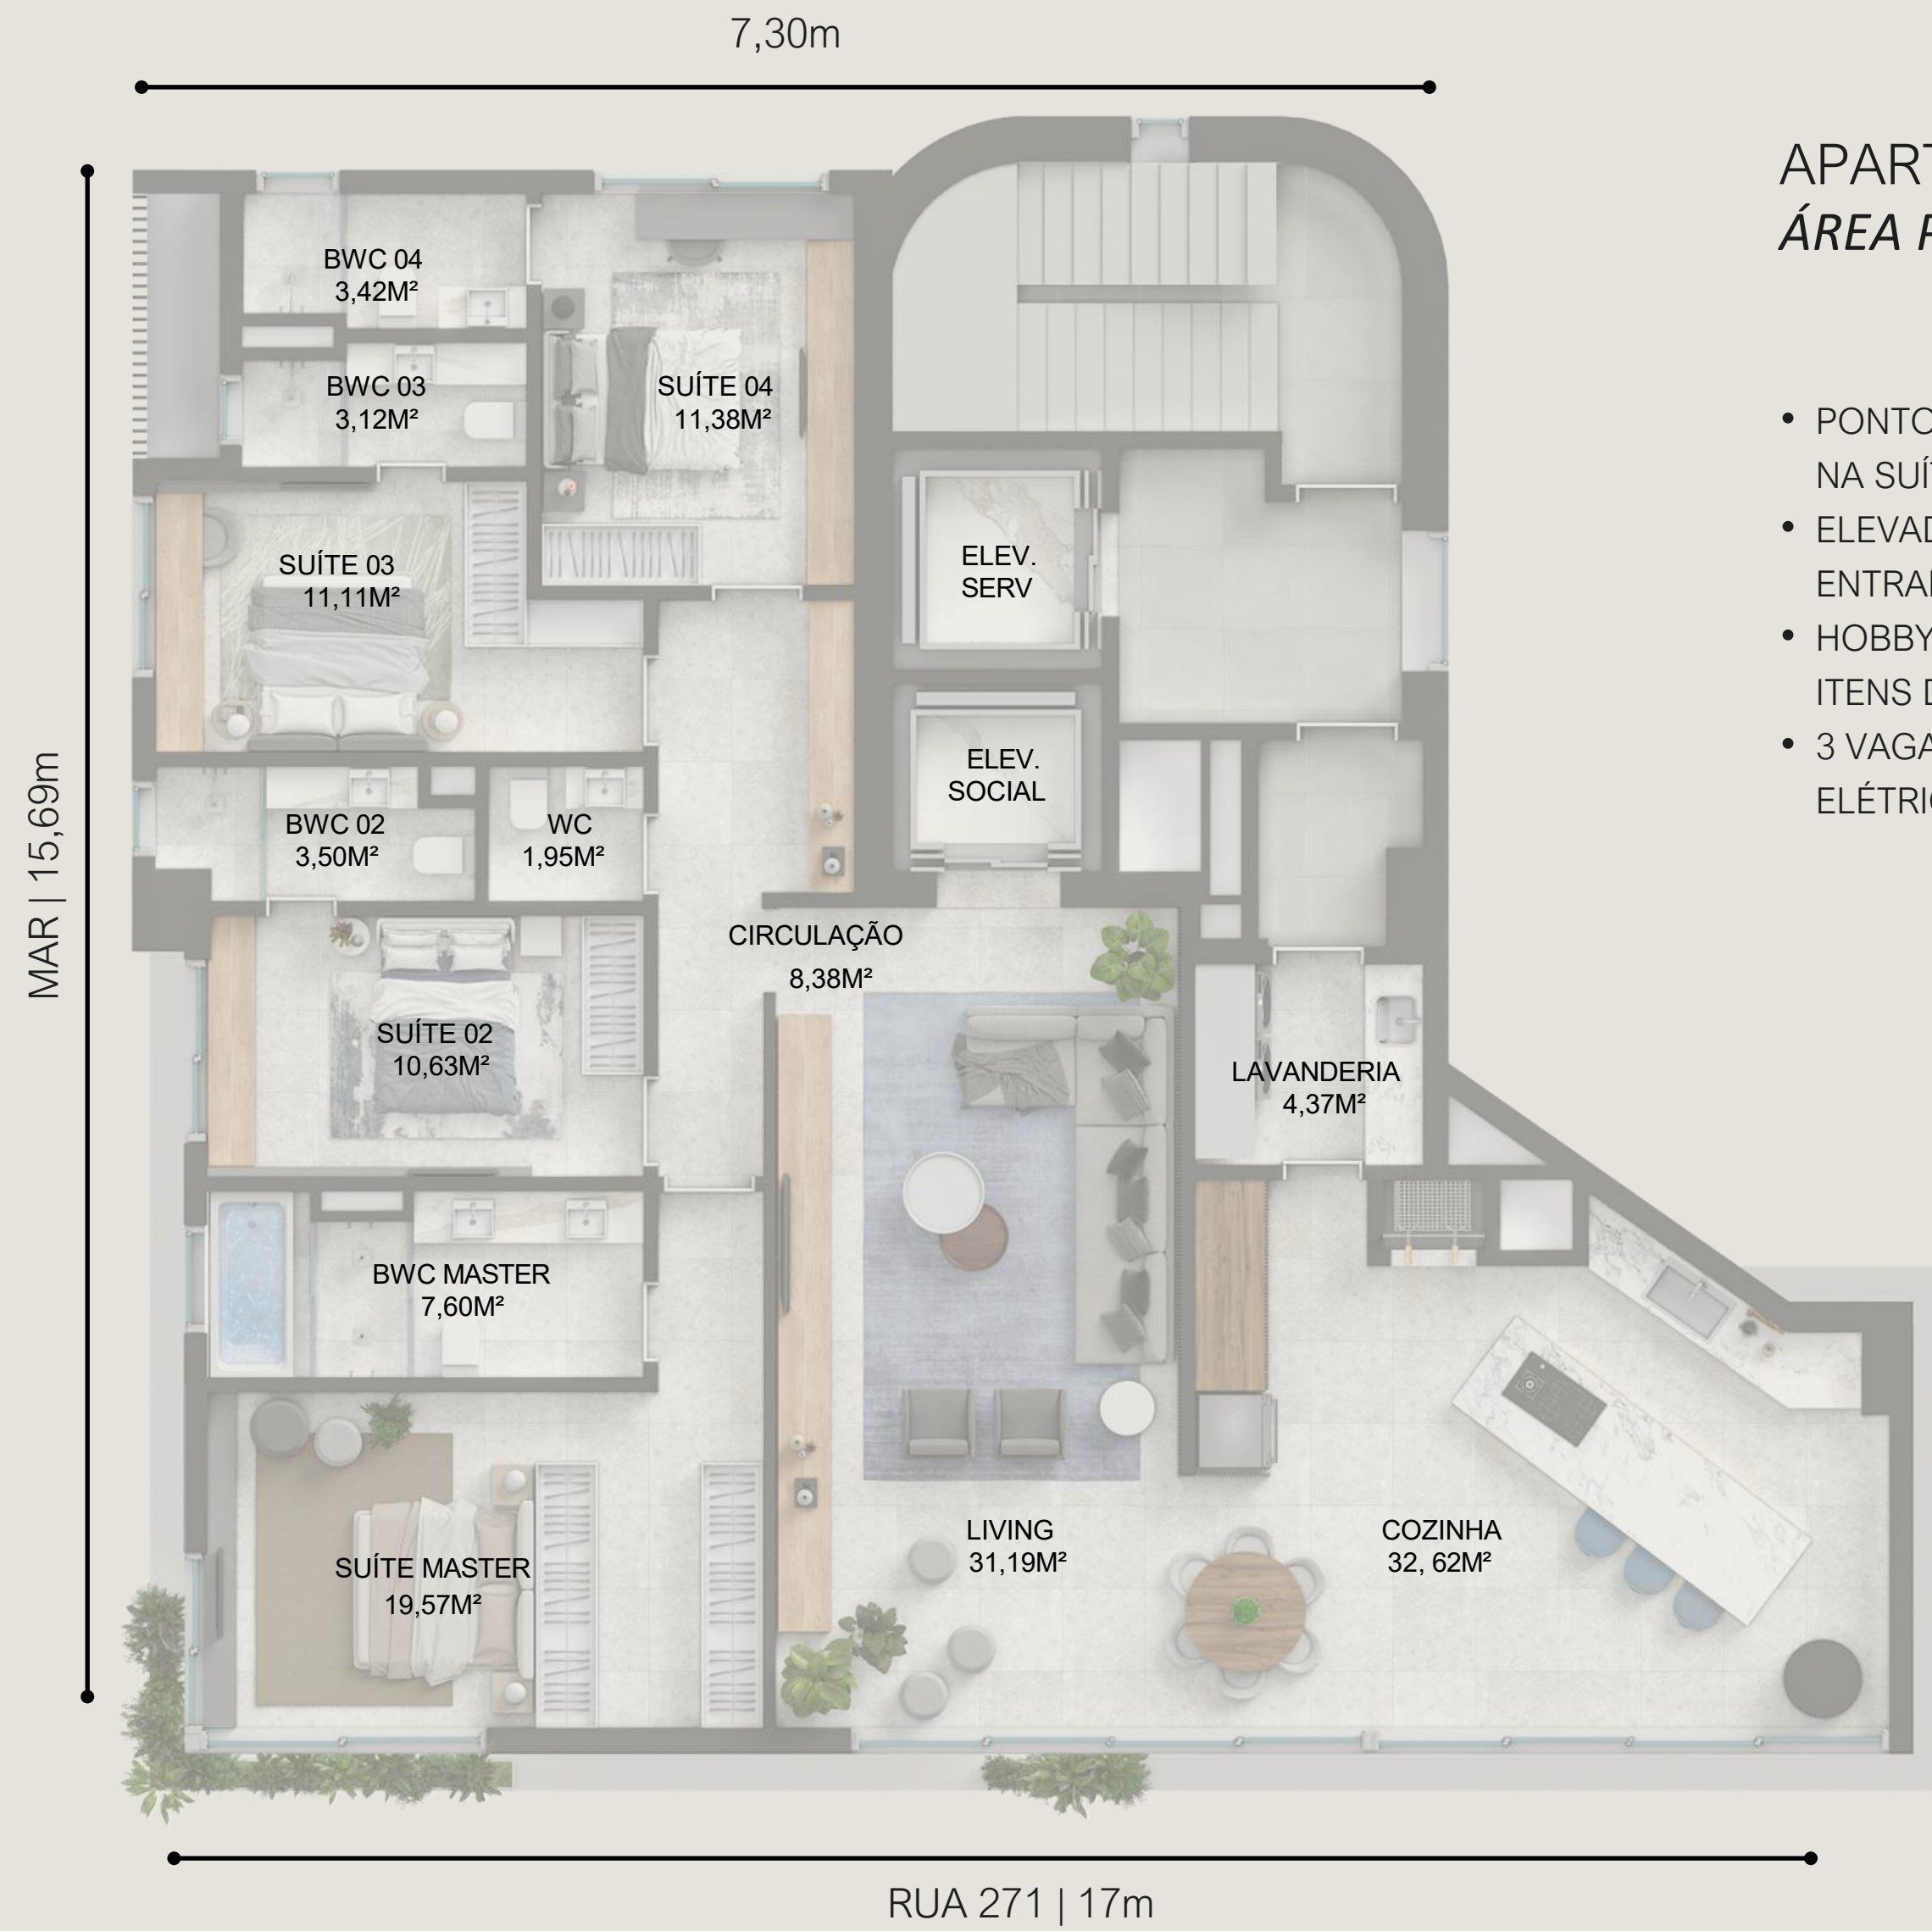 7,30m
APART
ÁREA P
BWC 04
3,42M²
BWC 03
3,12M²
SUÍTE 04
11,38M²
• PONTO
NA SUÍT
• ELEVAD
ENTRAI
• HOBBY
ITENS D
• 3 VAGA
ELÉTRIC
ELEV.
SERV
SUÍTE 03
11,11M²
ELEV.
SOCIAL
MAR | 15,69m
BWC 02
3,50M²
WC
1,95M²
CIRCULAÇÃO
8,38M²
SUÍTE 02
10,63M²
LAVANDERIA
4,37M²
BWC MASTER
7,60M²
LIVING
31,19M²
COZINHA
32, 62M²
SUÍTE MASTER
19,57M²
RUA 271 | 17m